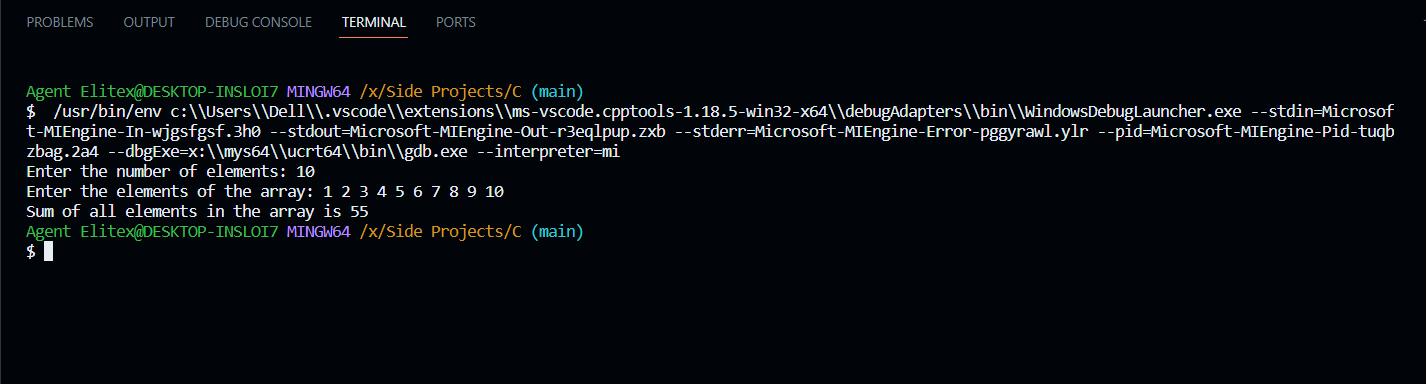 PROBLEMS OUTPUT DEBUG CONSOLE TERMINAL PORTS
Agent Elitex@DESKTOP-INSLOI7 MINGW64 /x/Side Projects/C (main)
$  /usr/bin/env c:\\Users\\Dell\\.vscode\\extensions\\ms-vscode.cpptools-1.18.5-win32-x64\\debugAdapters\\bin\\WindowsDebugLauncher.exe --stdin=Microsof
t-MIEngine-In-wjgsfgsf.3h0 --stdout=Microsoft-MIEngine-Out-r3eqlpup.zxb --stderr=Microsoft-MIEngine-Error-pggyrawl.ylr --pid=Microsoft-MIEngine-Pid-tuqb
zbag.2a4 --dbgExe=x:\\mys64\\ucrt64\\bin\\gdb.exe --interpreter=mi
Enter the number of elements: 10
Enter the elements of the array: 1 2 3 4 5 6 7 8 9 10
Sum of all elements in the array is 55
Agent Elitex@DESKTOP-INSLOI7 MINGW64 /x/Side Projects/C (main)
$